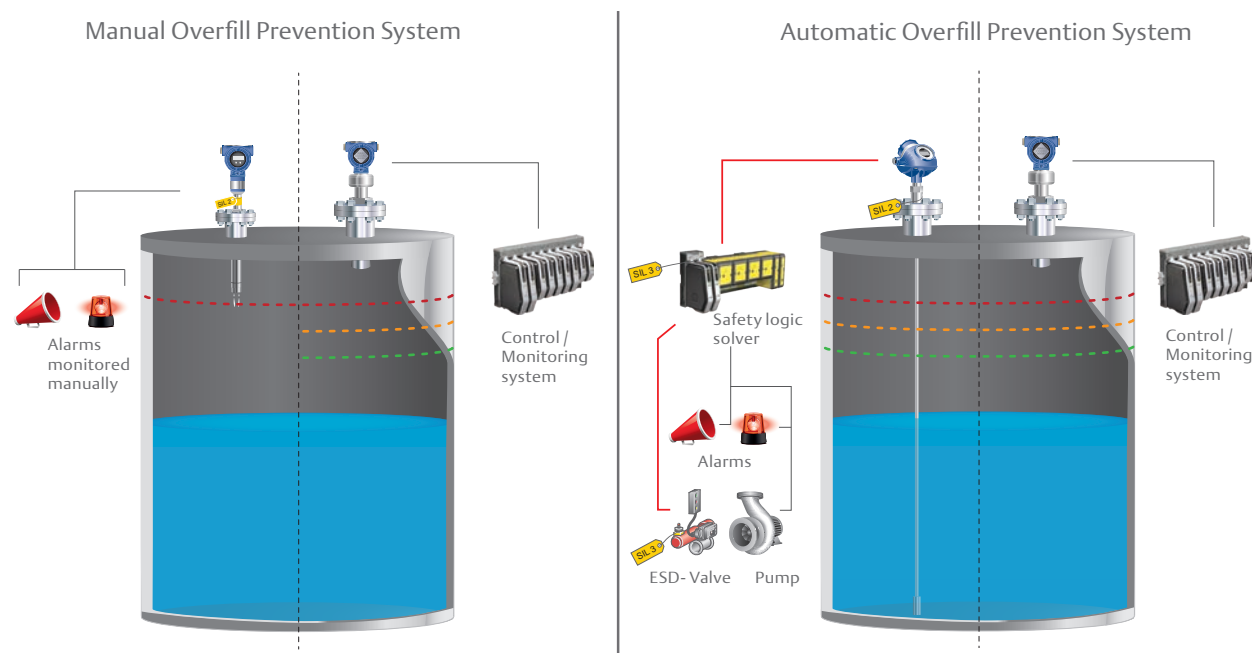 Manual Overfill Prevention System
SIL 2
Alarms
monitored
manually
Control /
Monitoring
system
Automatic Overfill Prevention System
SIL 2
SIL 3
Safety logic
solver
Alarms
SIL 3
ESD- Valve
Pump
Control /
Monitoring
system